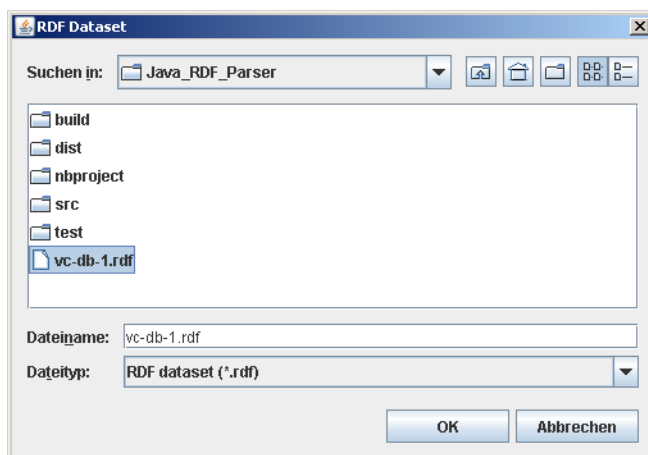 RDF Dataset
Suchen in: Java_RDF_Parser
build
dist
nbproject
src
test
vc-db-1.rdf
Dateiname: vc-db-1.rdf
Dateityp: RDF dataset (*.rdf)
OK Abbrechen